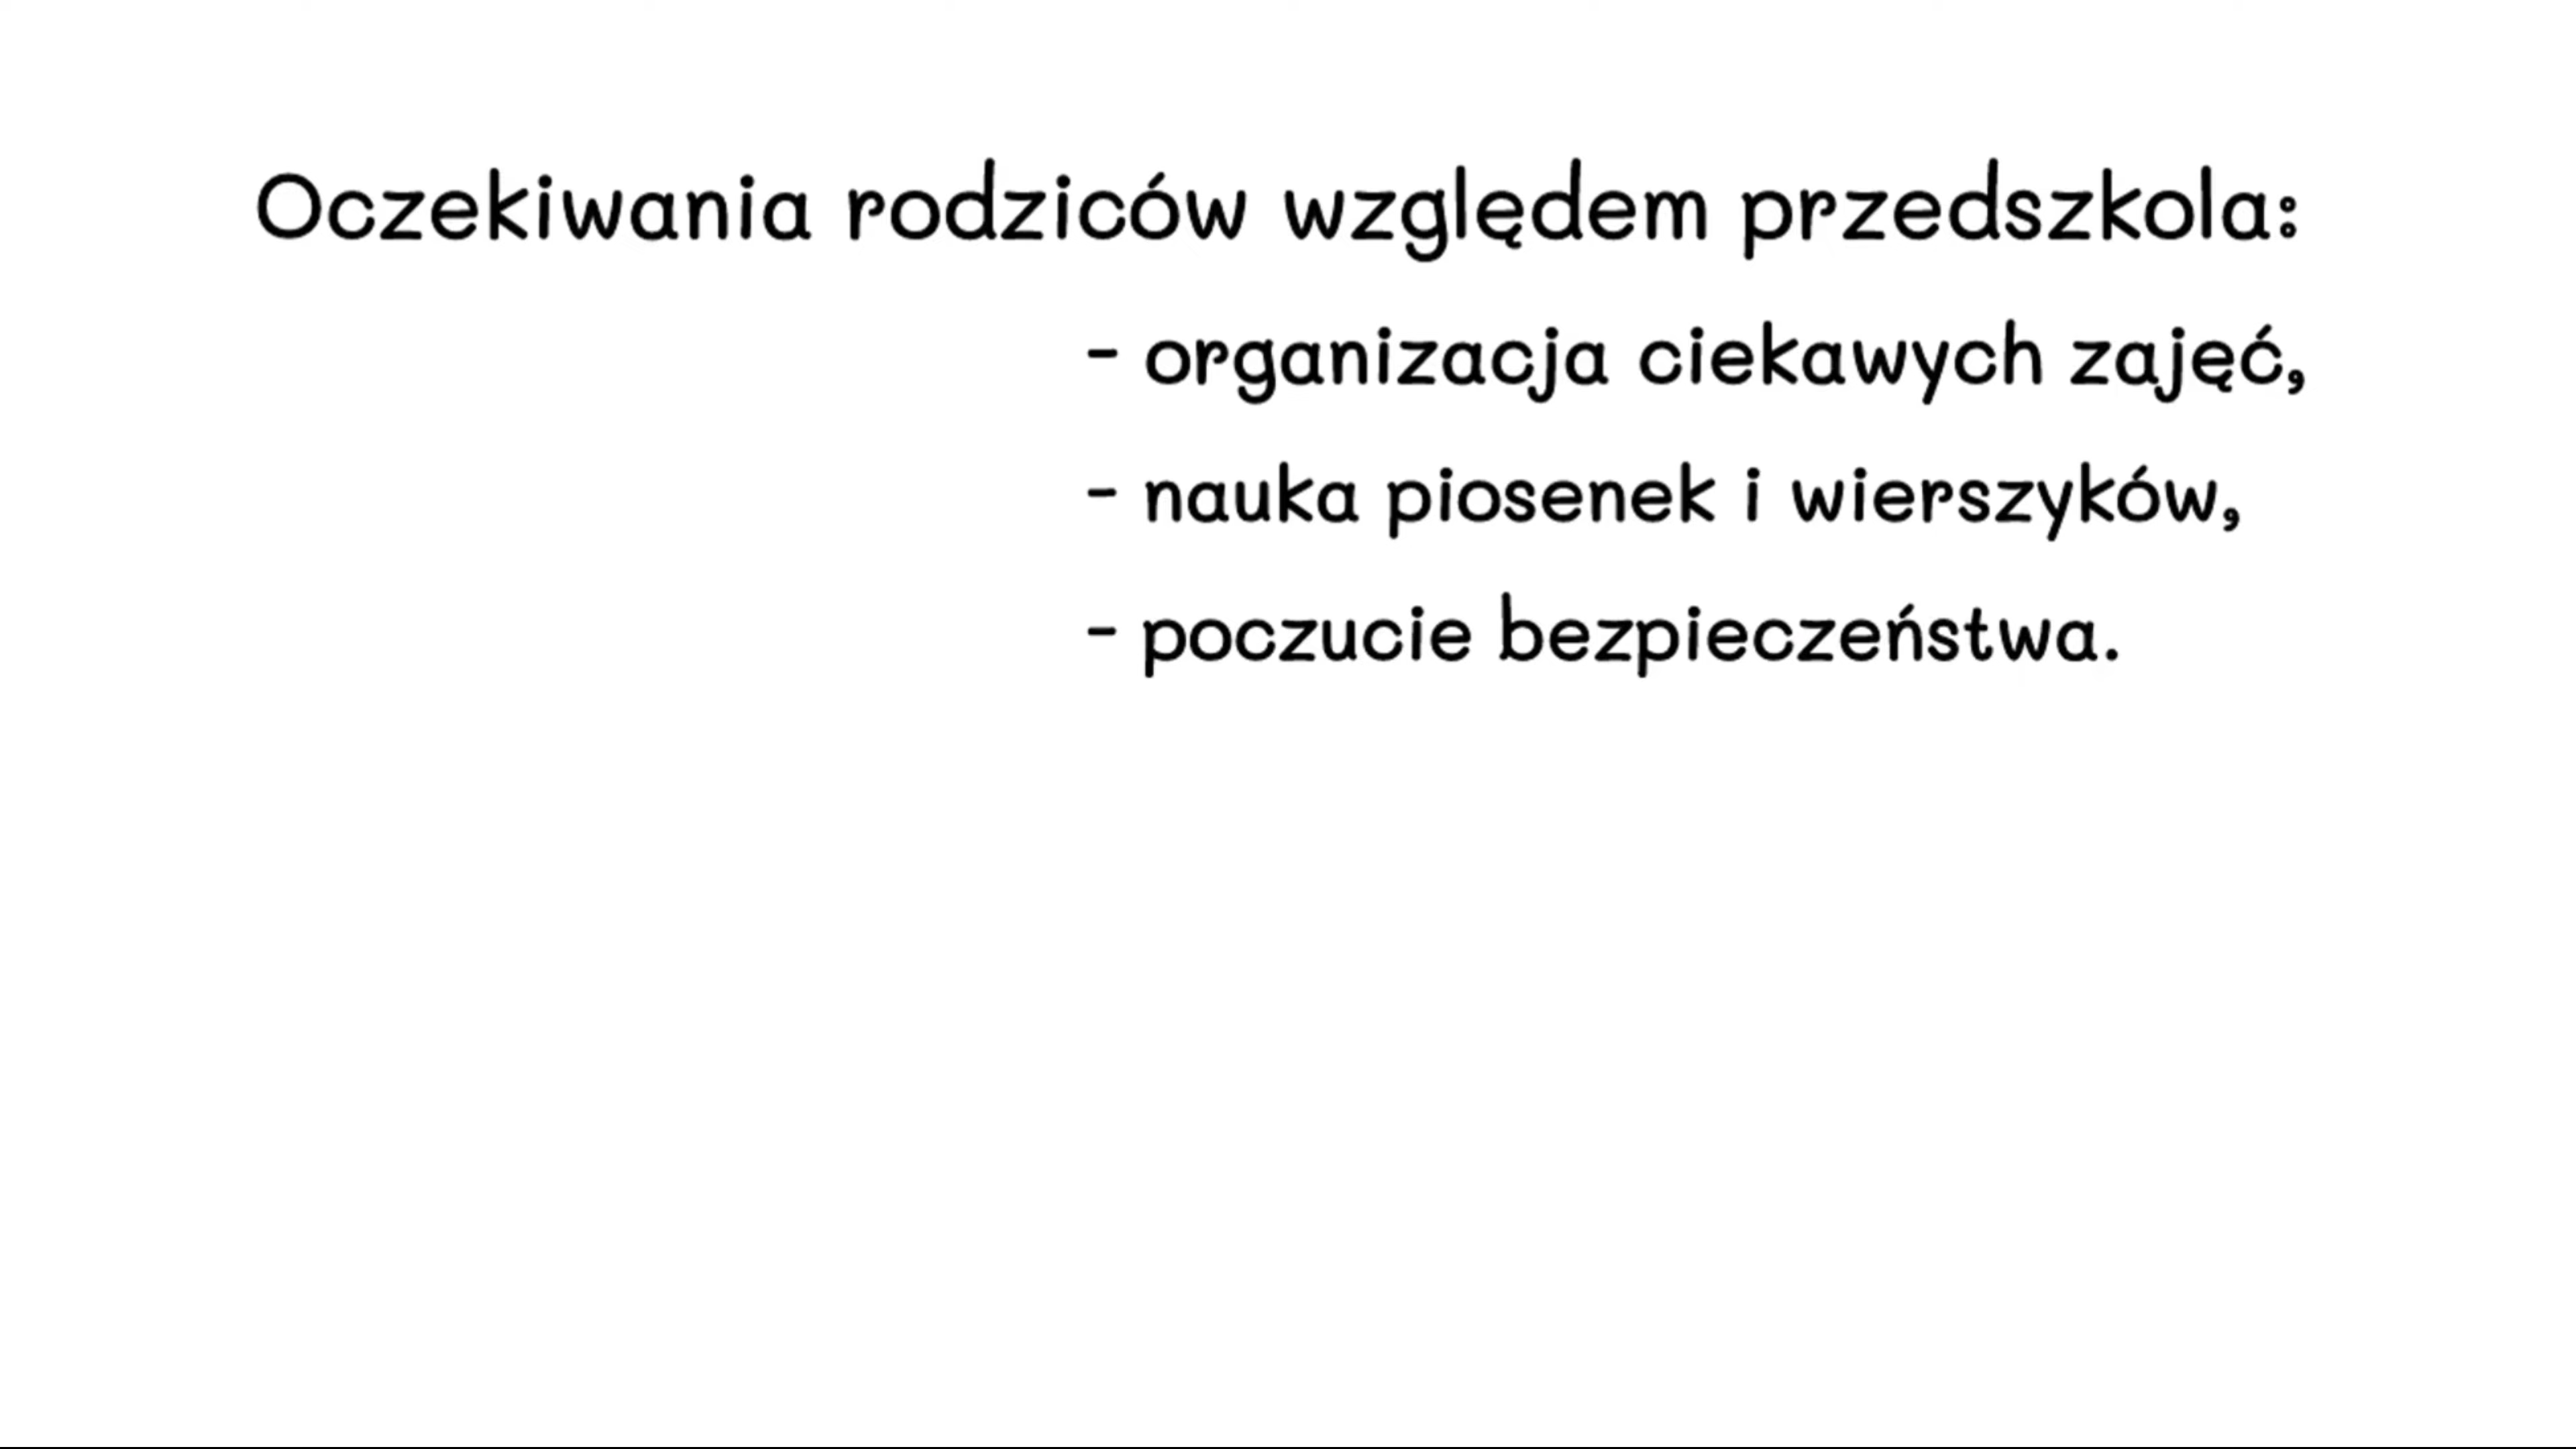 Oczekiwania rodziców względem przedszkola:
- organizacja ciekawych zajęć,
- nauka piosenek i wierszyków,
- poczucie bezpieczeństwa.